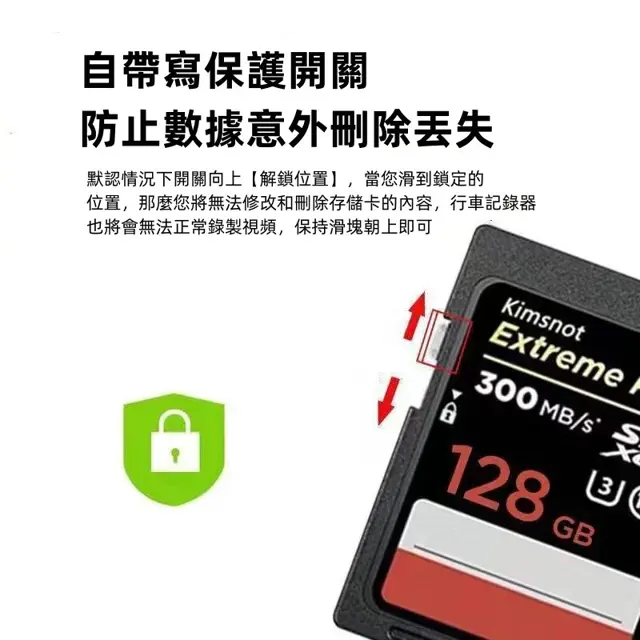 自帶寫保護開關
防止數據意外刪除丟失
默認情況下開關向上【解鎖位置】，當您滑到鎖定的
位置，那麼您將無法修改和刪除存儲卡的內容，行車記錄器
也將會無法正常錄製視頻，保持滑塊朝上即可
Kimsnot
Extreme
300 MB/s
128 GB
3